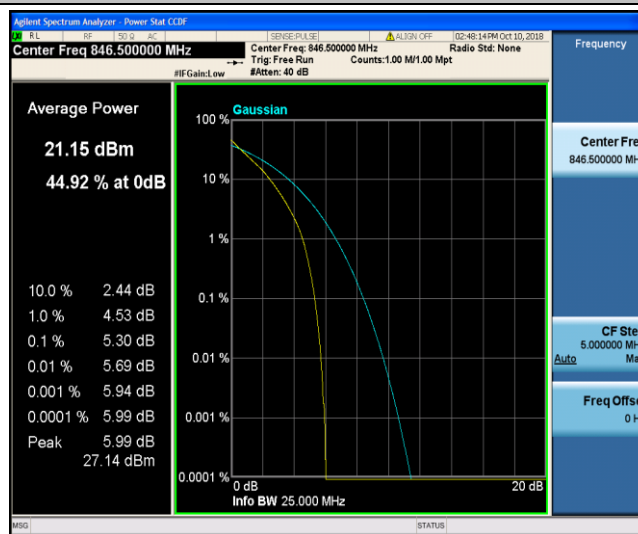 Agilent Spectrum Analyzer - Power Stat CCDF
RL RF 50 Ω AC SENSE:PULSE ALIGN OFF 02:48:14 PM Oct 10, 2018
Center Freq 846.500000 MHz
Center Freq: 846.500000 MHz Radio Std: None
Trig: Free Run Counts:1.00 M/1.00 Mpt
#IFGain:Low #Atten: 40 dB
Frequency
Average Power
21.15 dBm
44.92 % at 0dB
10.0 % 2.44 dB
1.0 % 4.53 dB
0.1 % 5.30 dB
0.01 % 5.69 dB
0.001 % 5.94 dB
0.0001 % 5.99 dB
Peak 5.99 dB
27.14 dBm
Gaussian
100 %
10 %
1 %
0.1 %
0.01 %
0.001 %
0.0001 %
0 dB 20 dB
Info BW 25.000 MHz
Center Fre
846.500000 MH
CF Ste
5.000000 MH
Auto Ma
Freq Offse
0 H
MSG STATUS